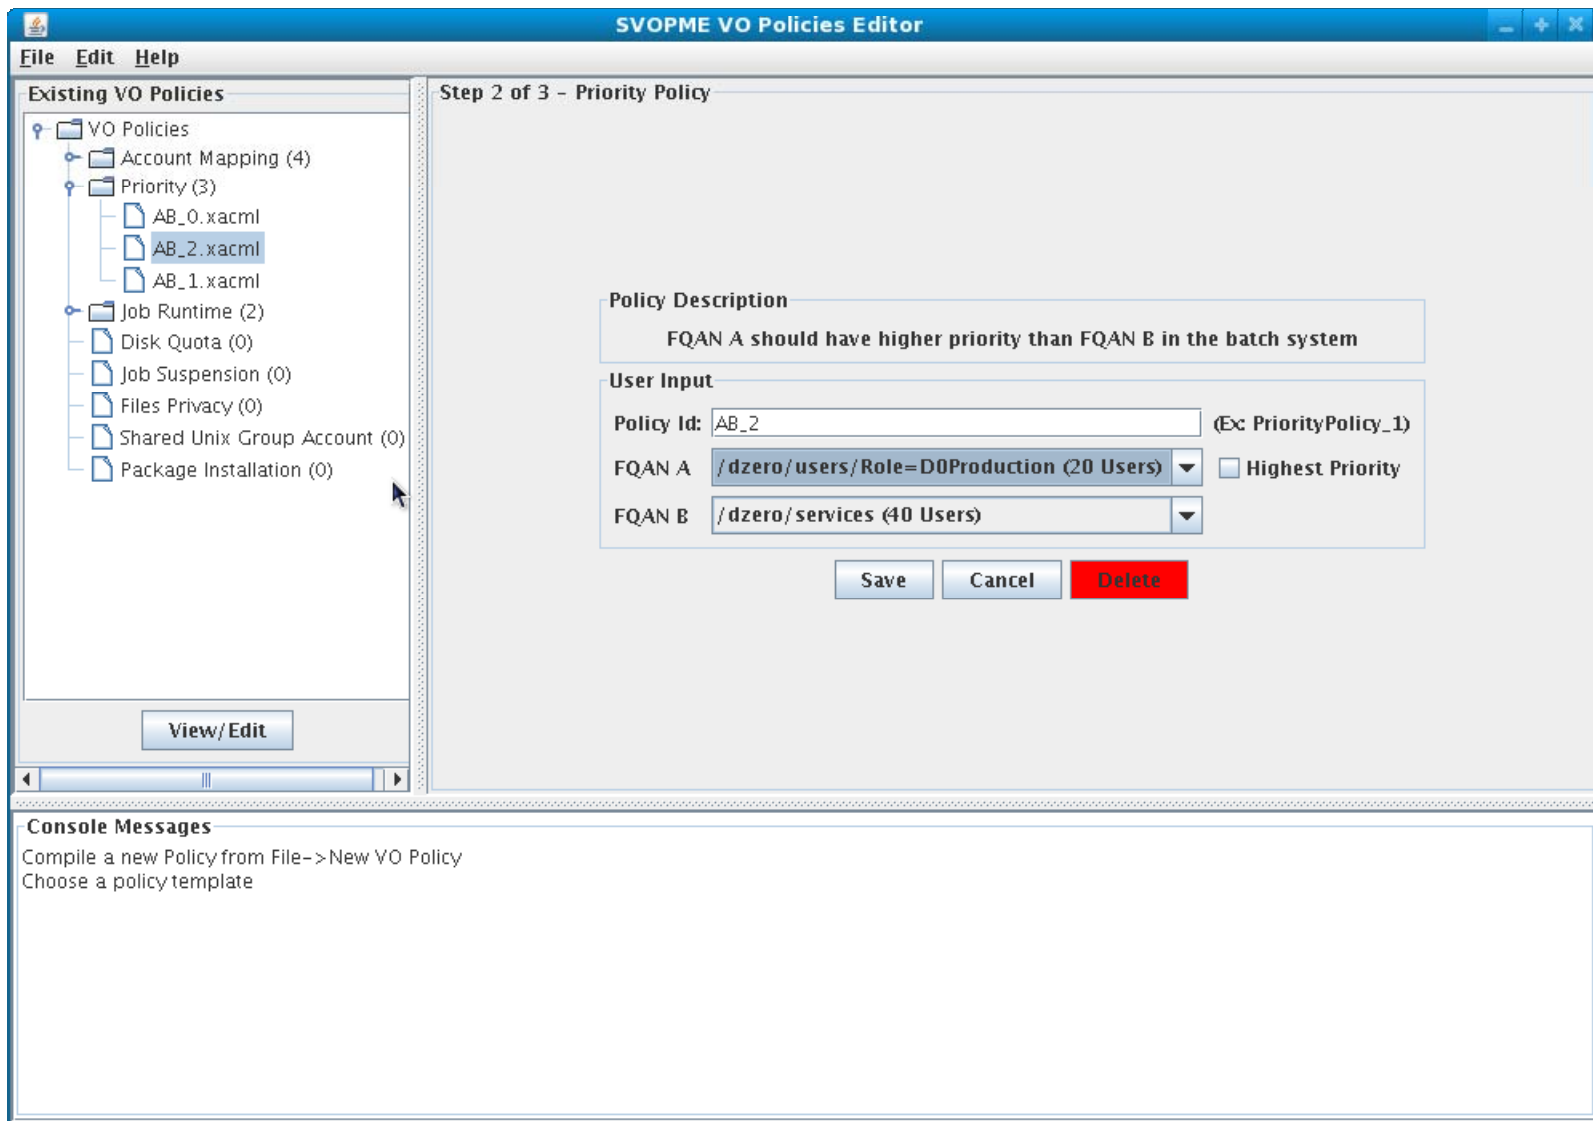 SVOPME VO Policies Editor
File Edit Help
Existing VO Policies
VO Policies
Account Mapping (4)
Priority (3)
AB_0.xacml
AB_2.xacml
AB_1.xacml
Job Runtime (2)
Disk Quota (0)
Job Suspension (0)
Files Privacy (0)
Shared Unix Group Account (0)
Package Installation (0)
View/Edit
Step 2 of 3 - Priority Policy
Policy Description
FQAN A should have higher priority than FQAN B in the batch system
User Input
Policy Id: AB_2 (Ex: PriorityPolicy_1)
FQAN A /dzero/users/Role=D0Production (20 Users) Highest Priority
FQAN B /dzero/services (40 Users)
Save Cancel Delete
Console Messages
Compile a new Policy from File->New VO Policy
Choose a policy template